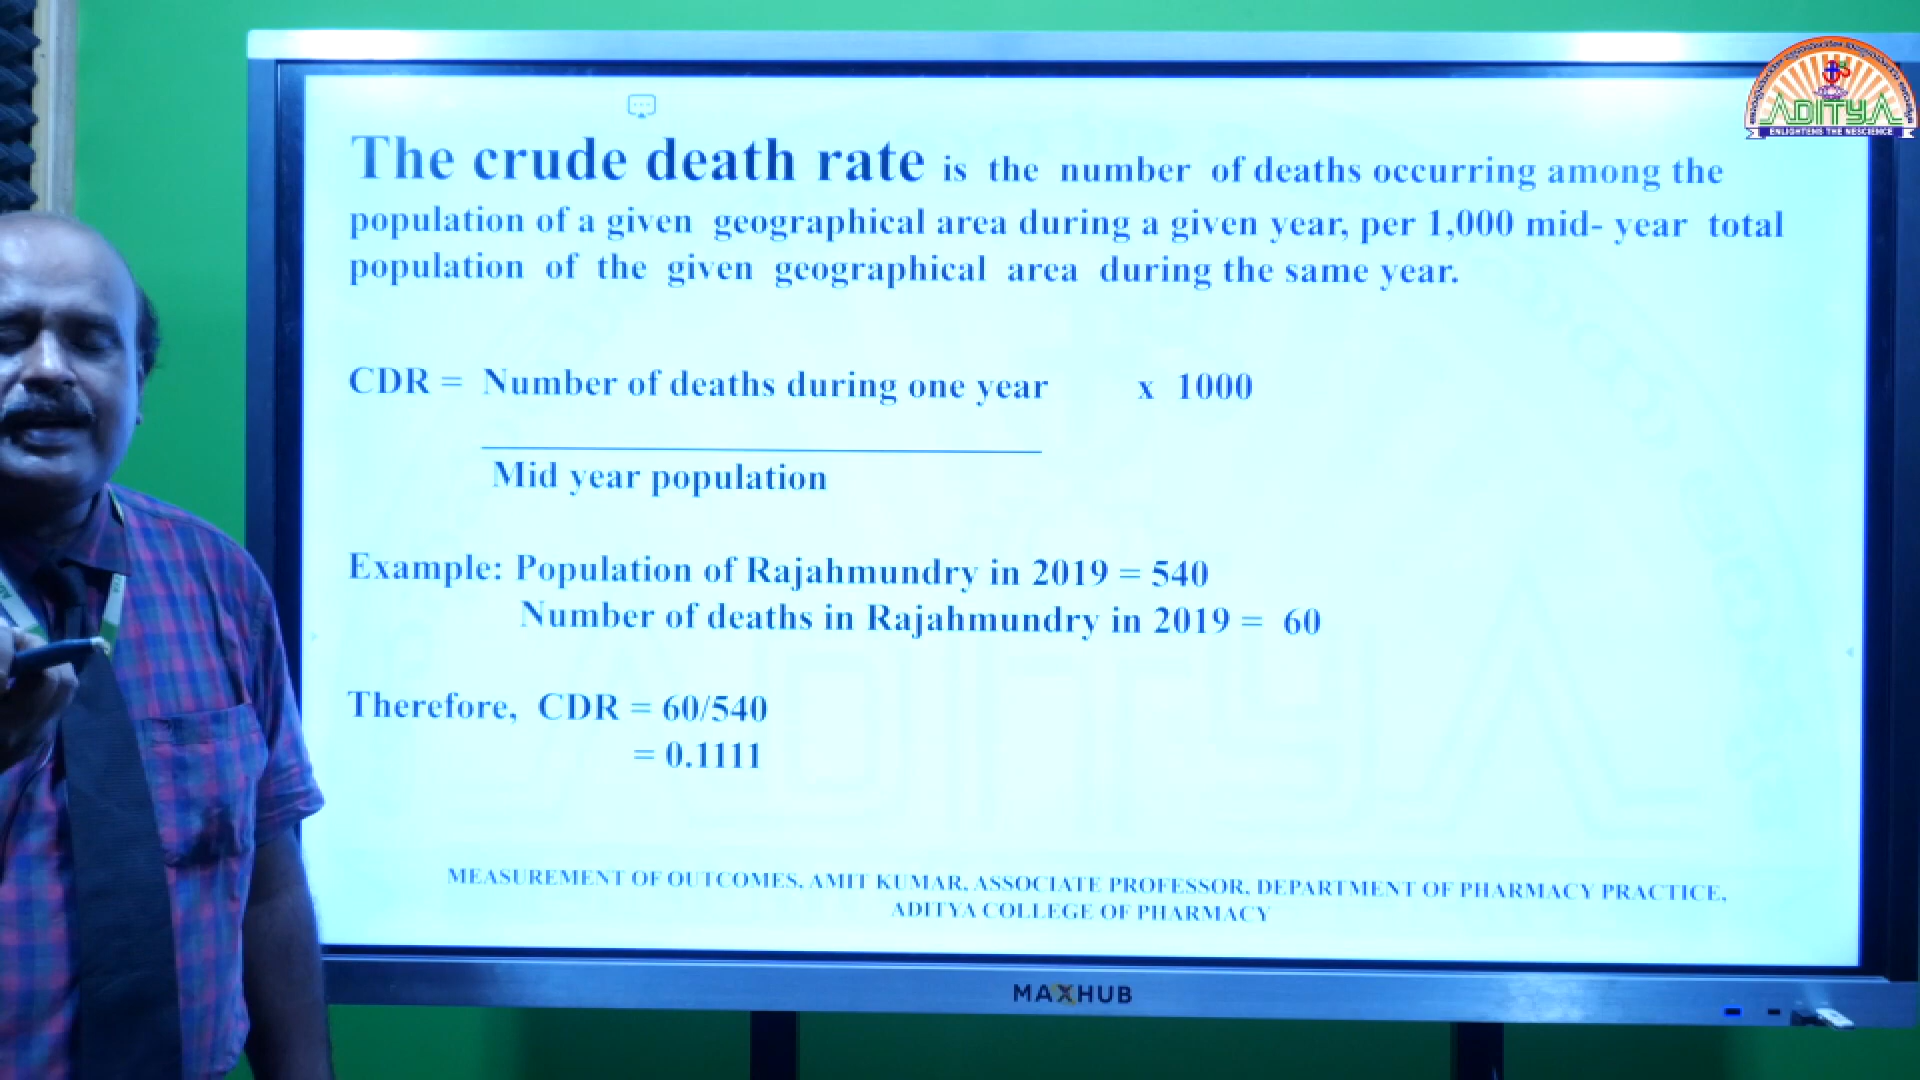 The crude death rate is the number of deaths occurring among the
population of a given geographical area during a given year, per 1,000 mid- year total
population of the given geographical area during the same year.
CDR = Number of deaths during one year x 1000
Mid year population
Example: Population of Rajahmundry in 2019 = 540
Number of deaths in Rajahmundry in 2019 = 60
Therefore, CDR = 60/540
= 0.1111
MEASUREMENT OF OUTCOMES, AMIT KUMAR, ASSOCIATE PROFESSOR, DEPARTMENT OF PHARMACY PRACTICE,
ADITYA COLLEGE OF PHARMACY
MAXHUB
ADITYA
ENLIGHTENS THE NESCIENCE